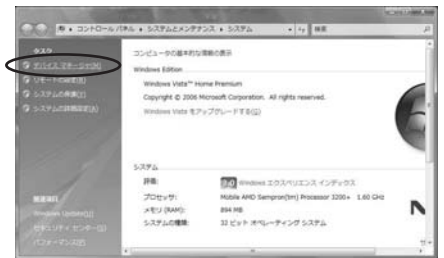 コントロール パネル ▸ システムとメンテナンス ▸ システム
検索
タスク
デバイス マネージャ(M)
リモートの設定(R)
システムの保護(P)
システムの詳細設定(A)
関連項目
Windows Update(U)
セキュリティ センター(S)
パフォーマンス(F)
コンピュータの基本的な情報の表示
Windows Edition
Windows Vista™ Home Premium
Copyright © 2006 Microsoft Corporation. All rights reserved.
Windows Vista をアップグレードする(G)
システム
評価:
Windows エクスペリエンス インデックス
プロセッサ: Mobile AMD Sempron(tm) Processor 3200+ 1.60 GHz
メモリ (RAM): 894 MB
システムの種類: 32 ビット オペレーティング システム